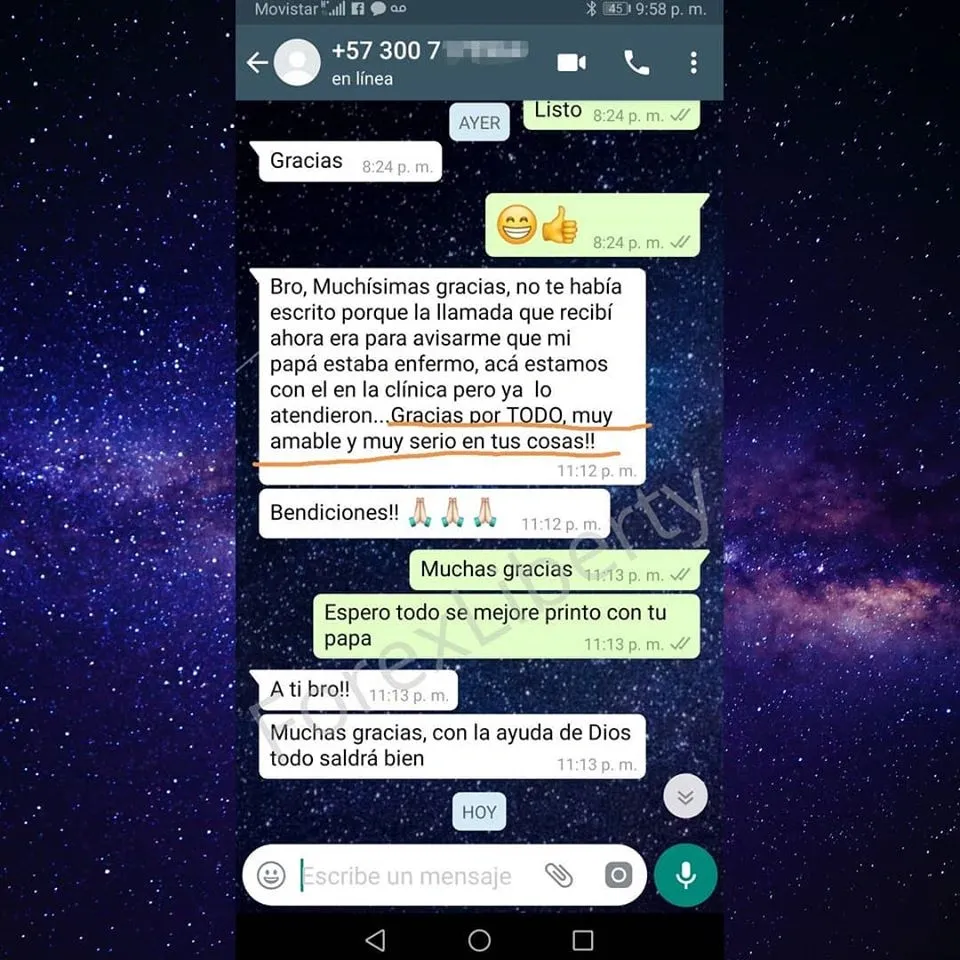 Movistar 45 9:58 p. m.
+57 300 7
en línea
Listo 8:24 p. m.
AYER
Gracias 8:24 p. m.
8:24 p. m.
Bro, Muchísimas gracias, no te había
escrito porque la llamada que recibí
ahora era para avisarme que mi
papá estaba enfermo, acá estamos
con el en la clínica pero ya lo
atendieron...Gracias por TODO, muy
amable y muy serio en tus cosas!!
11:12 p. m.
Bendiciones!! 🙏🏻 🙏🏻 🙏🏻 11:12 p. m.
Muchas gracias 11:13 p. m.
Espero todo se mejore printo con tu
papa 11:13 p. m.
A ti bro!! 11:13 p. m.
Muchas gracias, con la ayuda de Dios
todo saldrá bien 11:13 p. m.
HOY
Escribe un mensaje
ForexLiberty